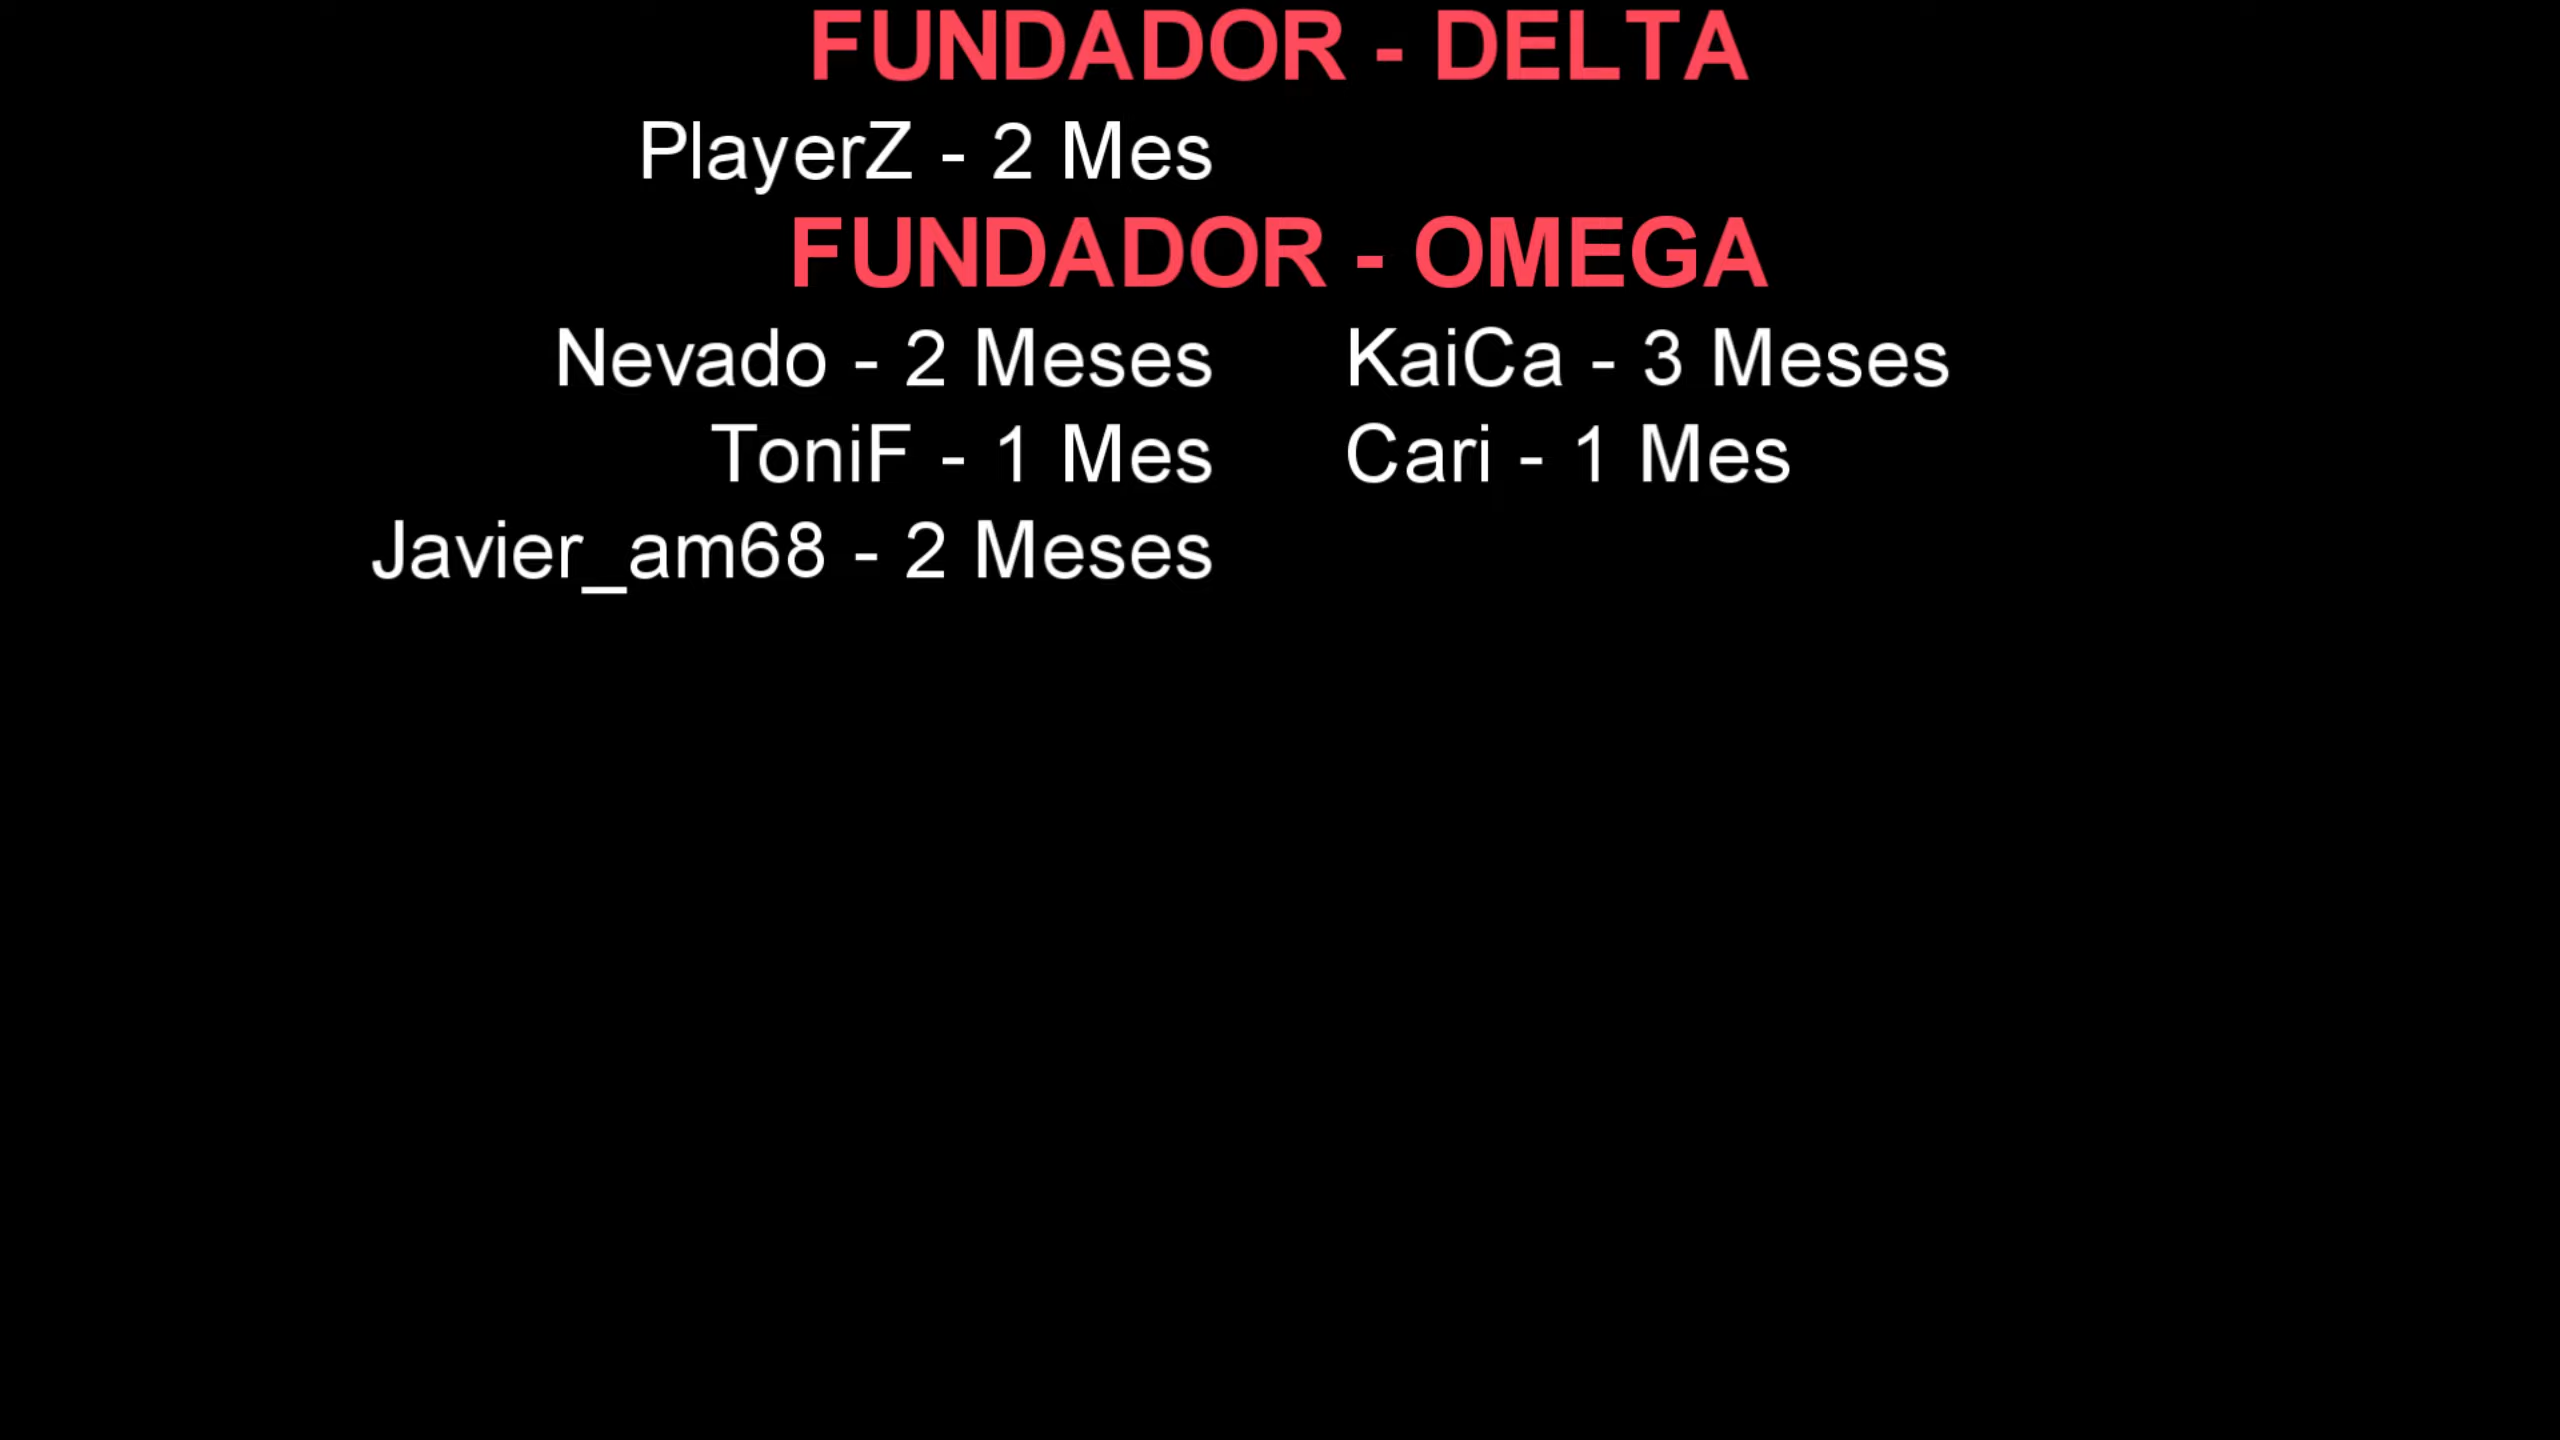 FUNDADOR - DELTA
PlayerZ - 2 Mes
FUNDADOR - OMEGA
Nevado - 2 Meses KaiCa - 3 Meses
ToniF - 1 Mes Cari - 1 Mes
Javier_am68 - 2 Meses